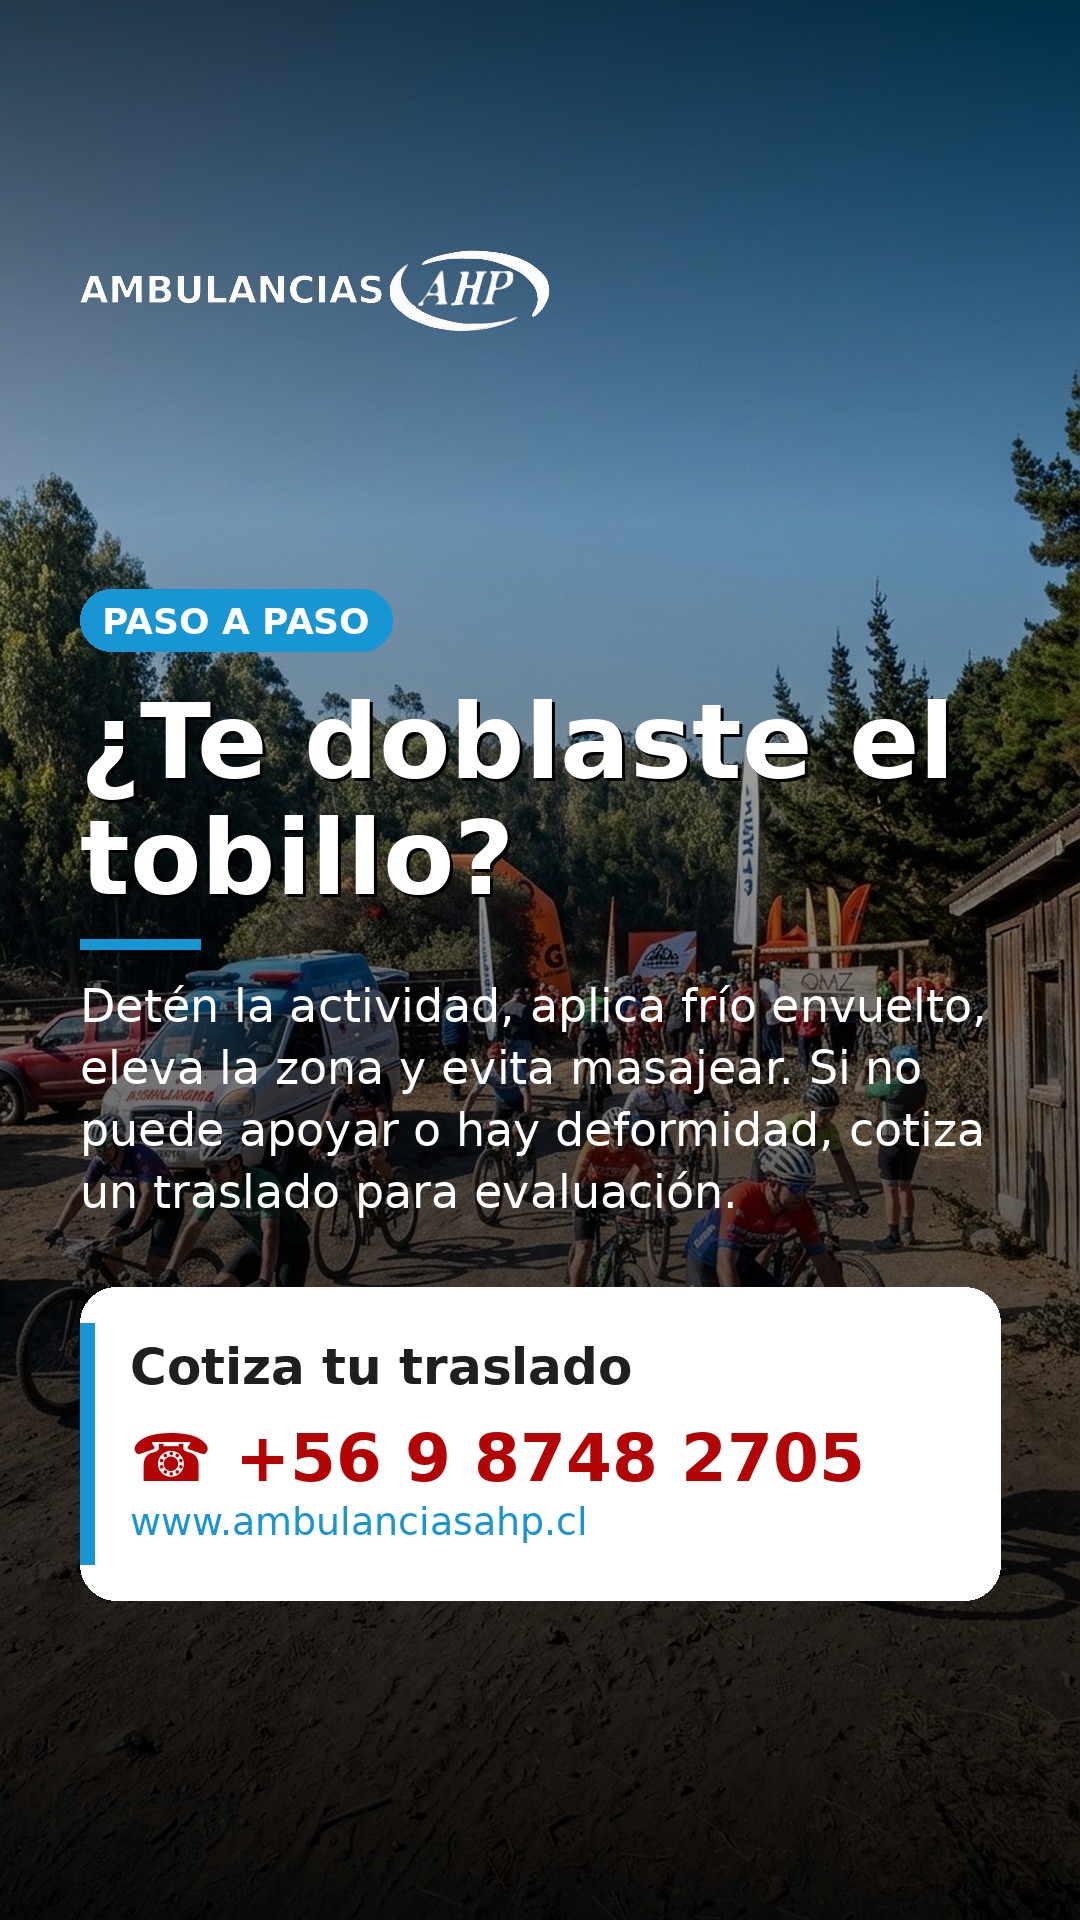 AMBULANCIAS AHP
PASO A PASO
¿Te doblaste el
tobillo?
Detén la actividad, aplica frío envuelto,
eleva la zona y evita masajear. Si no
puede apoyar o hay deformidad, cotiza
un traslado para evaluación.
QMZ
Cotiza tu traslado
☎ +56 9 8748 2705
www.ambulanciasahp.cl